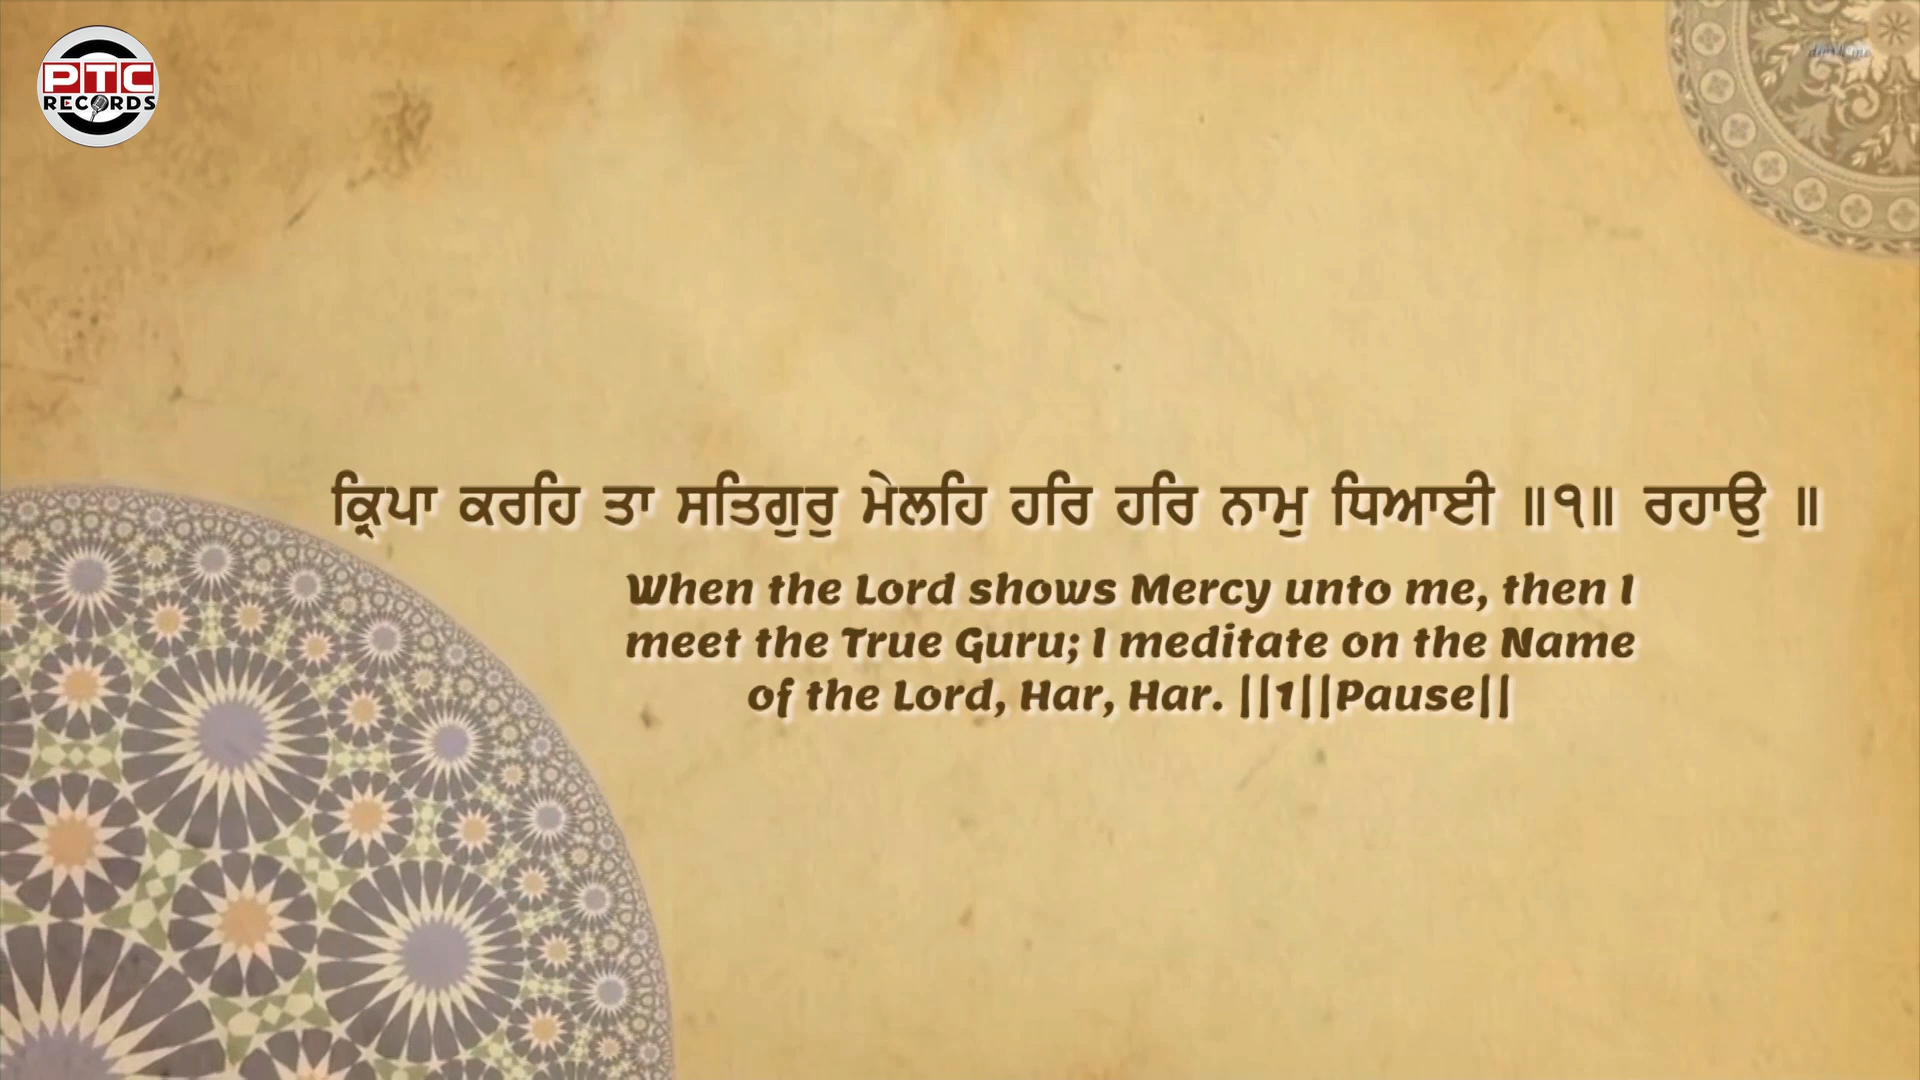 PTC
RECORDS
ਕ੍ਰਿਪਾ ਕਰਹਿ ਤਾ ਸਤਿਗੁਰੁ ਮੇਲਹਿ ਹਰਿ ਹਰਿ ਨਾਮੁ ਧਿਆਈ ॥੧॥ ਰਹਾਉ ॥
When the Lord shows Mercy unto me, then I
meet the True Guru; I meditate on the Name
of the Lord, Har, Har. ||1||Pause||